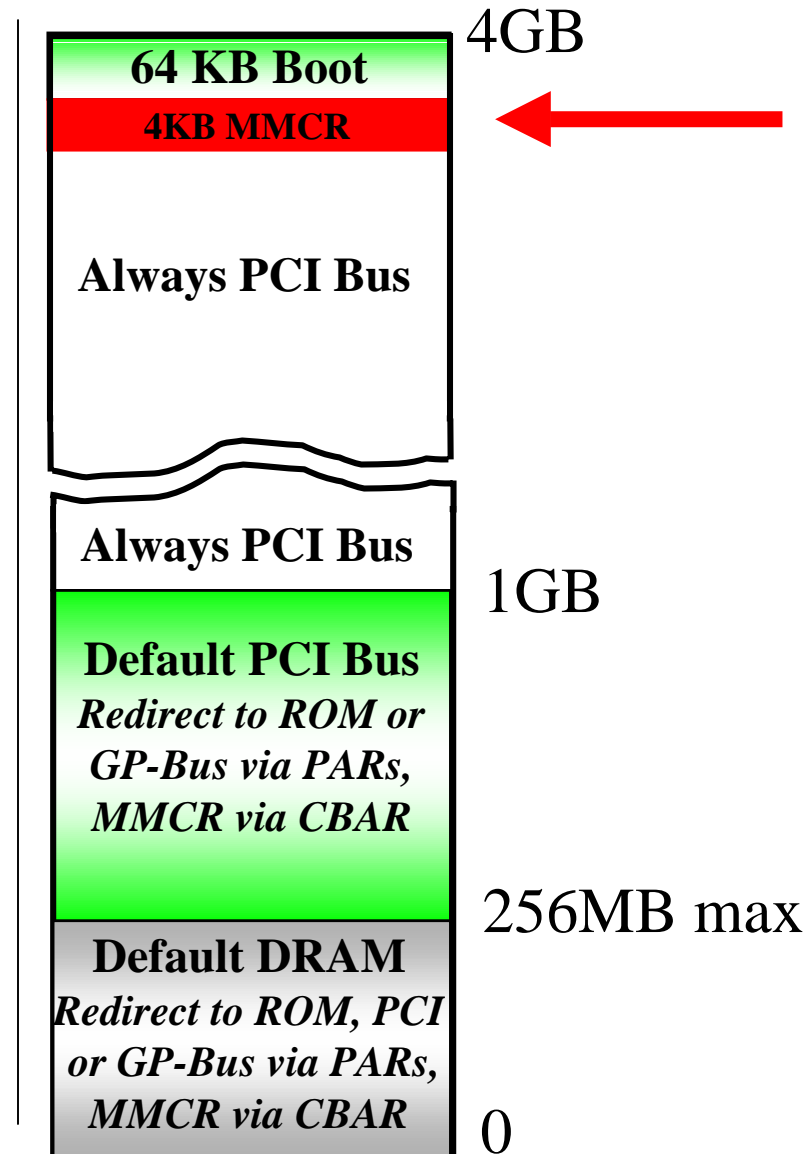 4GB
64 KB Boot
4KB MMCR
Always PCI Bus
Always PCI Bus
1GB
Default PCI Bus
Redirect to ROM or
GP-Bus via PARs,
MMCR via CBAR
256MB max
Default DRAM
Redirect to ROM, PCI
or GP-Bus via PARs,
MMCR via CBAR
0